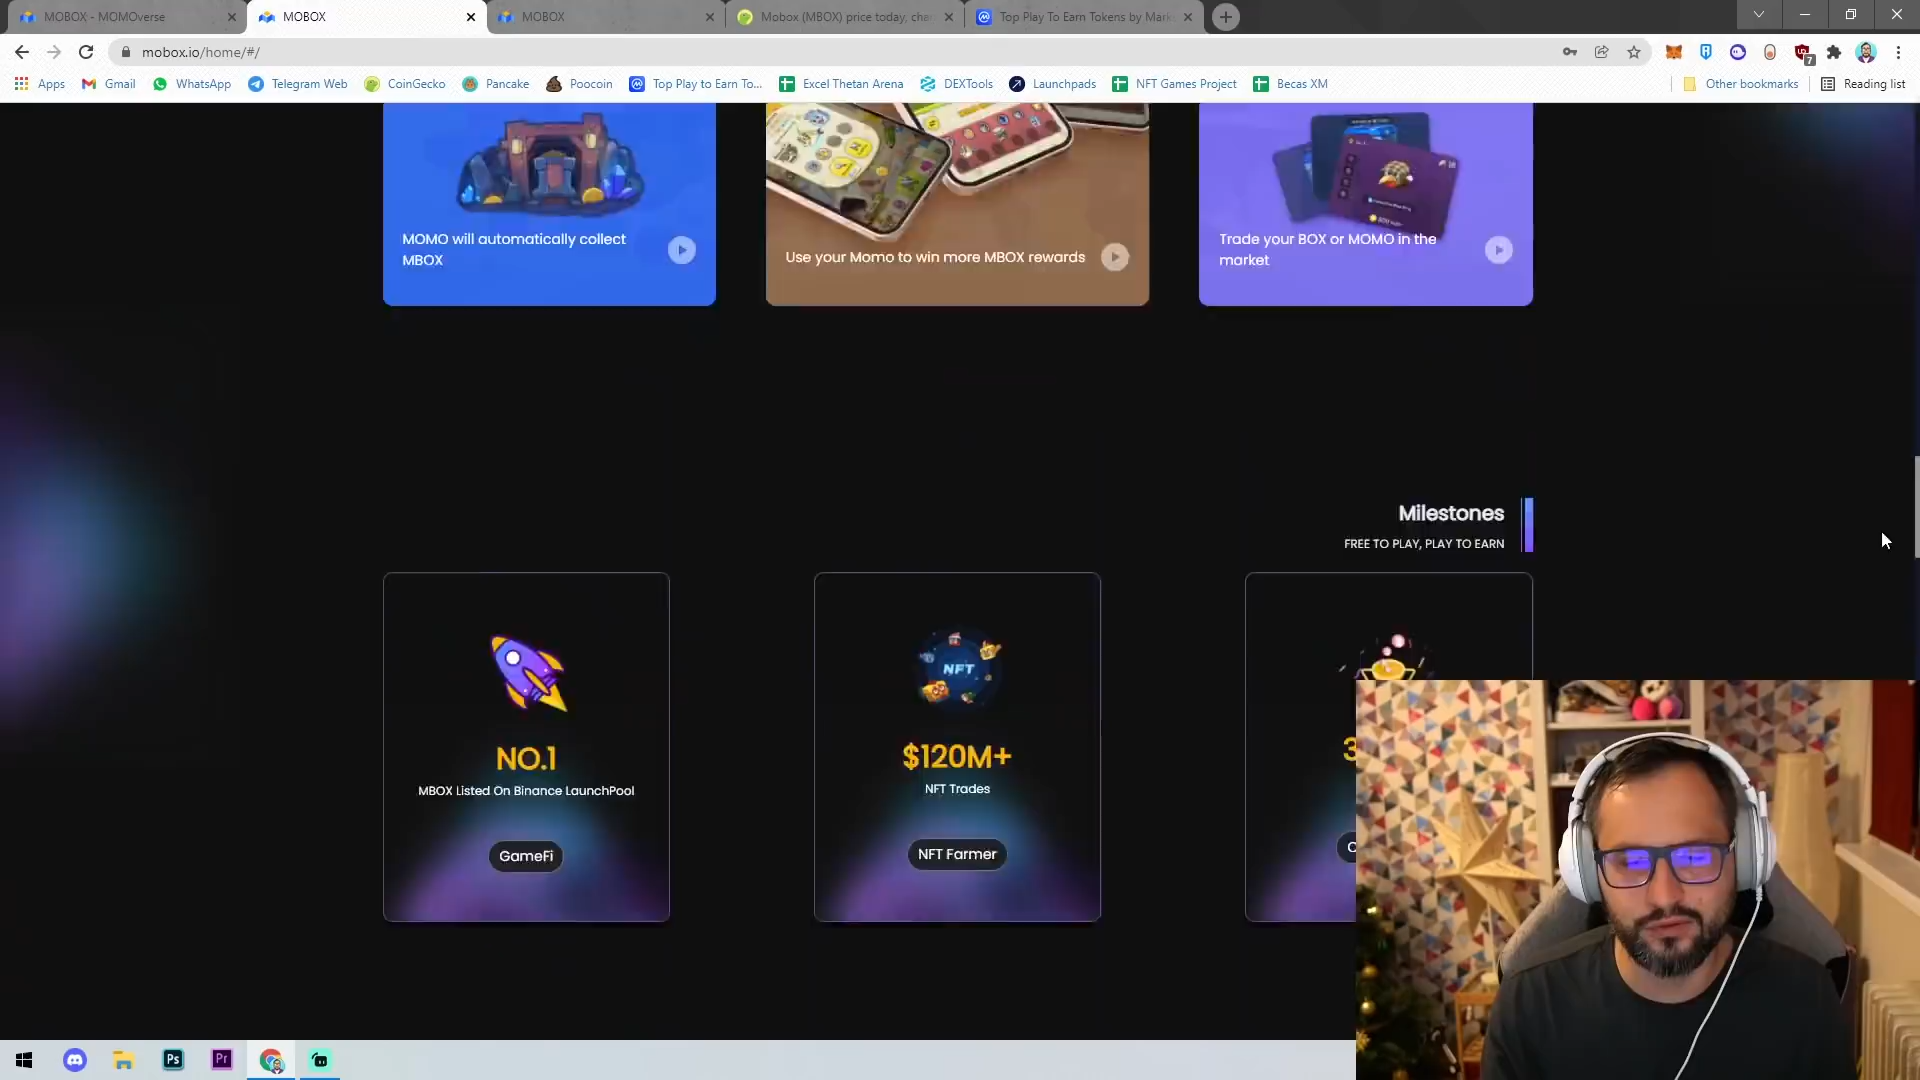 MOBOX - MOMOverse
MOBOX
MOBOX
Mobox (MBOX) price today, cha
Top Play To Earn Tokens by Mark
mobox.io/home/#/
7
Apps
Gmail
WhatsApp
Telegram Web
CoinGecko
Pancake
Poocoin
Top Play to Earn To...
Excel Thetan Arena
DEXTools
Launchpads
NFT Games Project
Becas XM
Other bookmarks
Reading list
MOMO will automatically collect
MBOX
Use your Momo to win more MBOX rewards
Trade your BOX or MOMO in the
market
Milestones
FREE TO PLAY, PLAY TO EARN
NO.1
MBOX Listed On Binance LaunchPool
GameFi
NFT
$120M+
NFT Trades
NFT Farmer
3
C
Ps
Pr